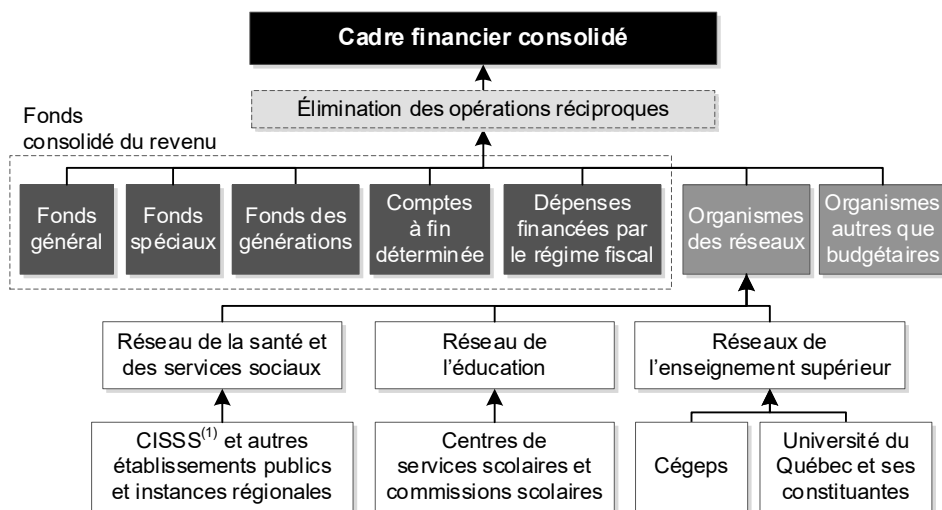 Cadre financier consolidé
Élimination des opérations réciproques
Fonds
consolidé du revenu
Fonds
général
Fonds
spéciaux
Fonds des
générations
Comptes
à fin
déterminée
Dépenses
financées par
le régime fiscal
Organismes
des réseaux
Organismes
autres que
budgétaires
Réseau de la santé et
des services sociaux
Réseau de
l’éducation
Réseaux de
l’enseignement supérieur
CISSS(1) et autres
établissements publics
et instances régionales
Centres de
services scolaires et
commissions scolaires
Cégeps
Université du
Québec et ses
constituantes